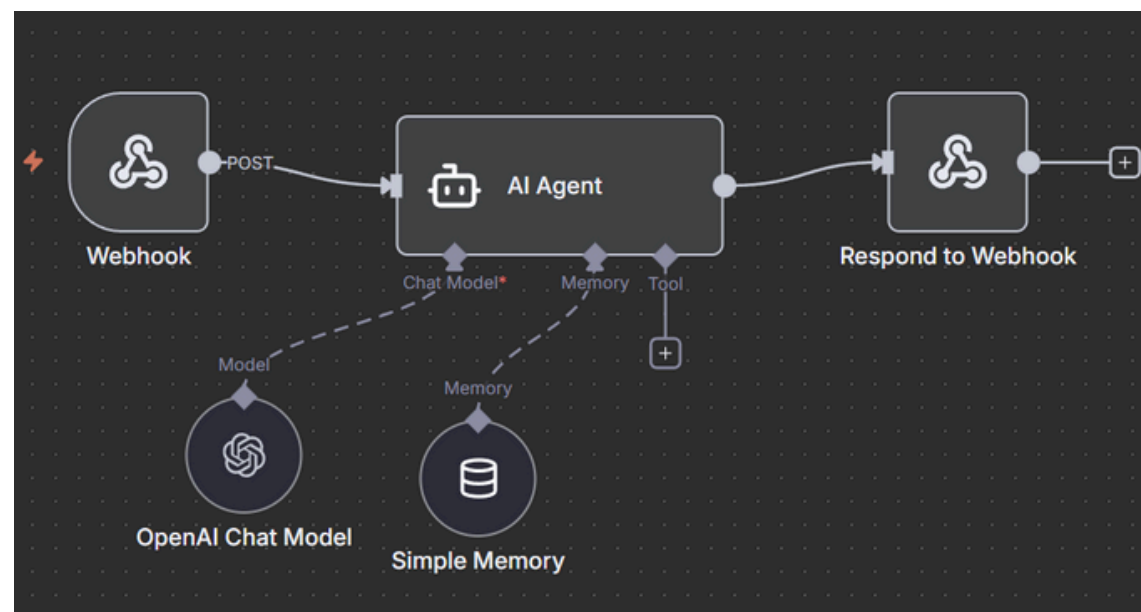 POST
AI Agent
Webhook
Respond to Webhook
Chat Model*
Memory
Tool
Model
Memory
OpenAI Chat Model
Simple Memory